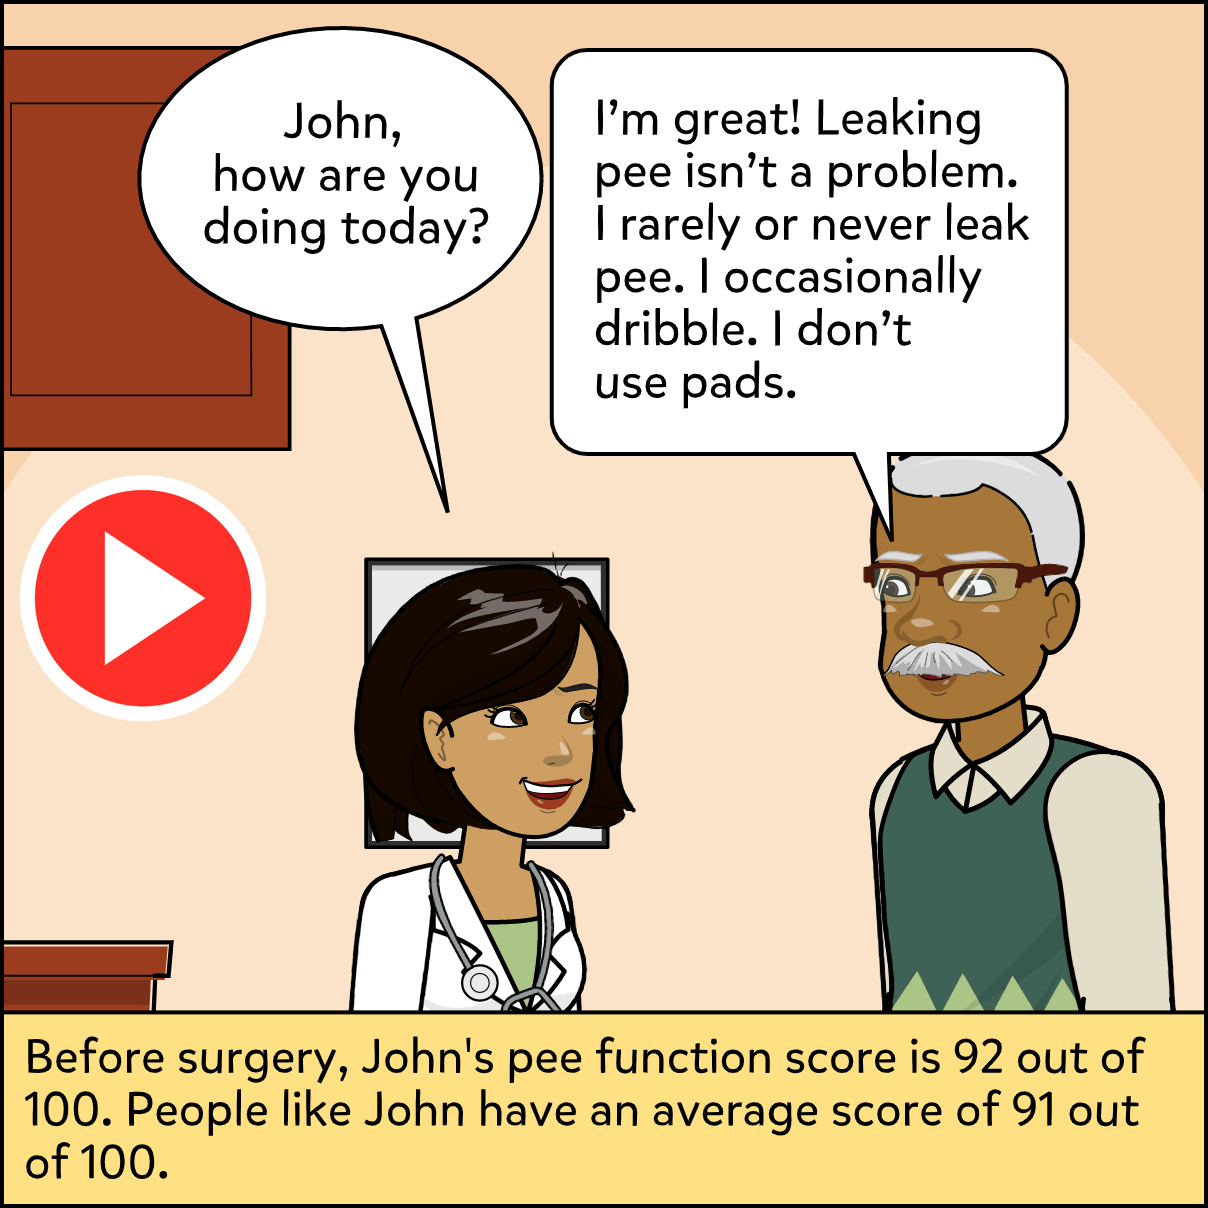 John,
how are you
doing today?
I'm great! Leaking
pee isn't a problem.
I rarely or never leak
pee. I occasionally
dribble. I don't
use pads.
Before surgery, John's pee function score is 92 out of
100. People like John have an average score of 91 out
of 100.